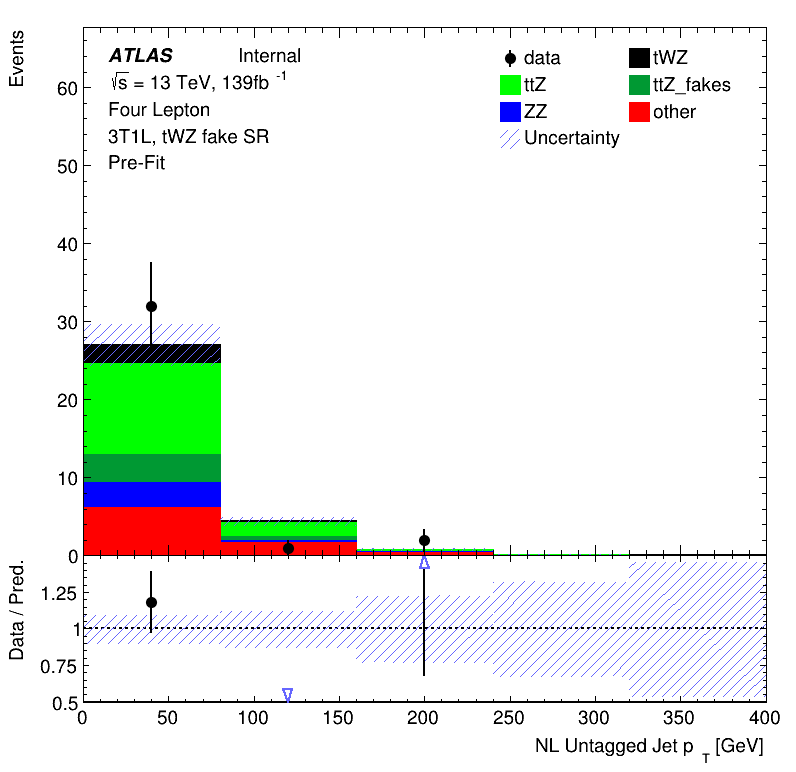 Events
ATLAS Internal
√s = 13 TeV, 139fb -1
Four Lepton
3T1L, tWZ fake SR
Pre-Fit
data tWZ
ttZ ttZ_fakes
ZZ other
Uncertainty
60
50
40
30
20
10
0
Data / Pred.
1.25
1
0.75
0.5
0 50 100 150 200 250 300 350 400
NL Untagged Jet p T [GeV]